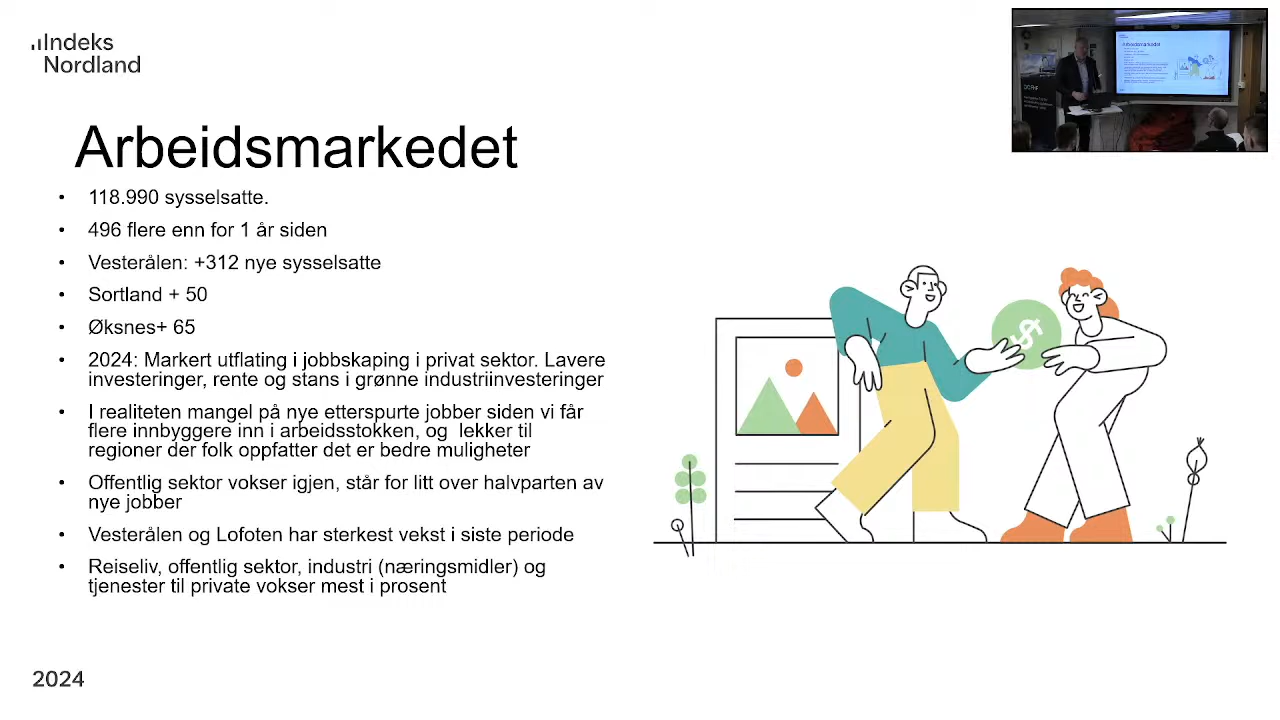 Indeks
Nordland
Arbeidsmarkedet
• 118.990 sysselsatte.
• 496 flere enn for 1 år siden
• Vesterålen: +312 nye sysselsatte
• Sortland + 50
• Øksnes+ 65
• 2024: Markert utflating i jobbskaping i privat sektor. Lavere
investeringer, rente og stans i grønne industriinvesteringer
• I realiteten mangel på nye etterspurte jobber siden vi får
flere innbyggere inn i arbeidsstokken, og  lekker til
regioner der folk oppfatter det er bedre muligheter
• Offentlig sektor vokser igjen, står for litt over halvparten av
nye jobber
• Vesterålen og Lofoten har sterkest vekst i siste periode
• Reiseliv, offentlig sektor, industri (næringsmidler) og
tjenester til private vokser mest i prosent
$
2024
Arbeidsmarkedet